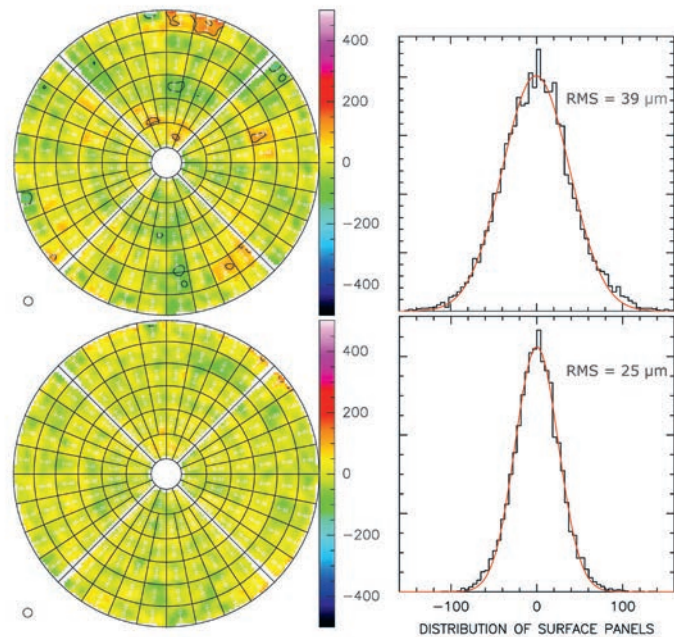 400
200
0
−200
−400
RMS = 39 µm
400
200
0
−200
−400
RMS = 25 µm
−100 0 100
DISTRIBUTION OF SURFACE PANELS